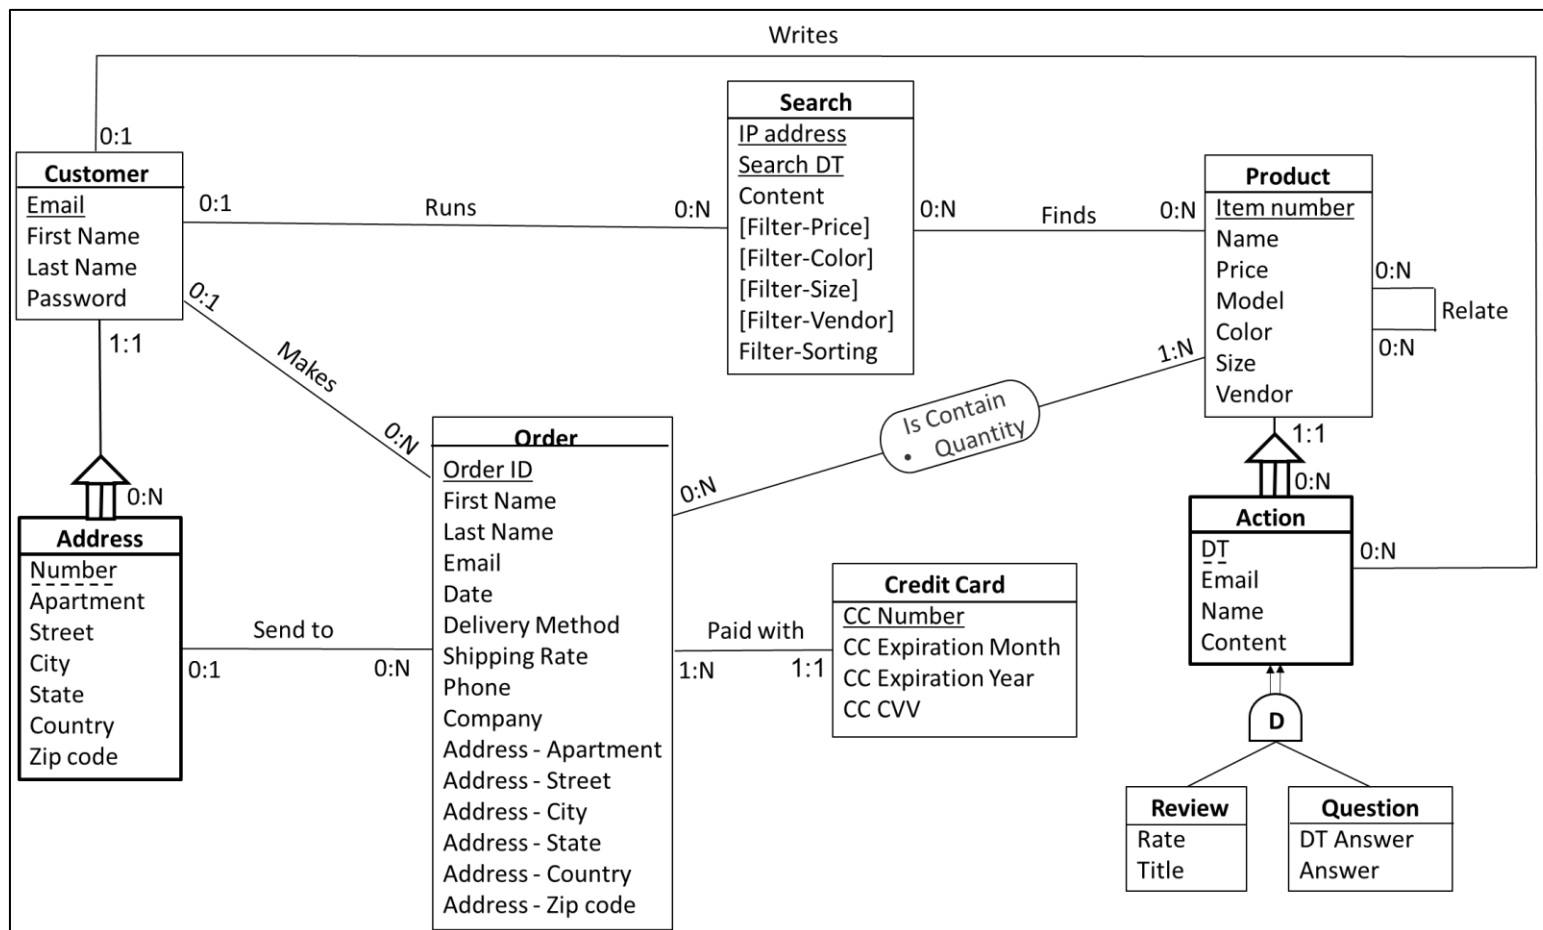 Writes
0:1
Customer
Email
First Name
Last Name
Password
0:1
Runs
0:N
Search
IP address
Search DT
Content
[Filter-Price]
[Filter-Color]
[Filter-Size]
[Filter-Vendor]
Filter-Sorting
0:N
Finds
0:N
Product
Item number
Name
Price
Model
Color
Size
Vendor
0:N
Relate
0:N
1:1
0:N
Address
Number
Apartment
Street
City
State
Country
Zip code
0:1
Makes
0:N
0:1
Send to
0:N
Order
Order ID
First Name
Last Name
Email
Date
Delivery Method
Shipping Rate
Phone
Company
Address - Apartment
Address - Street
Address - City
Address - State
Address - Country
Address - Zip code
0:N
Is Contain
• Quantity
1:N
1:N
Paid with
1:1
Credit Card
CC Number
CC Expiration Month
CC Expiration Year
CC CVV
1:1
0:N
Action
DT
Email
Name
Content
0:N
D
Review
Rate
Title
Question
DT Answer
Answer